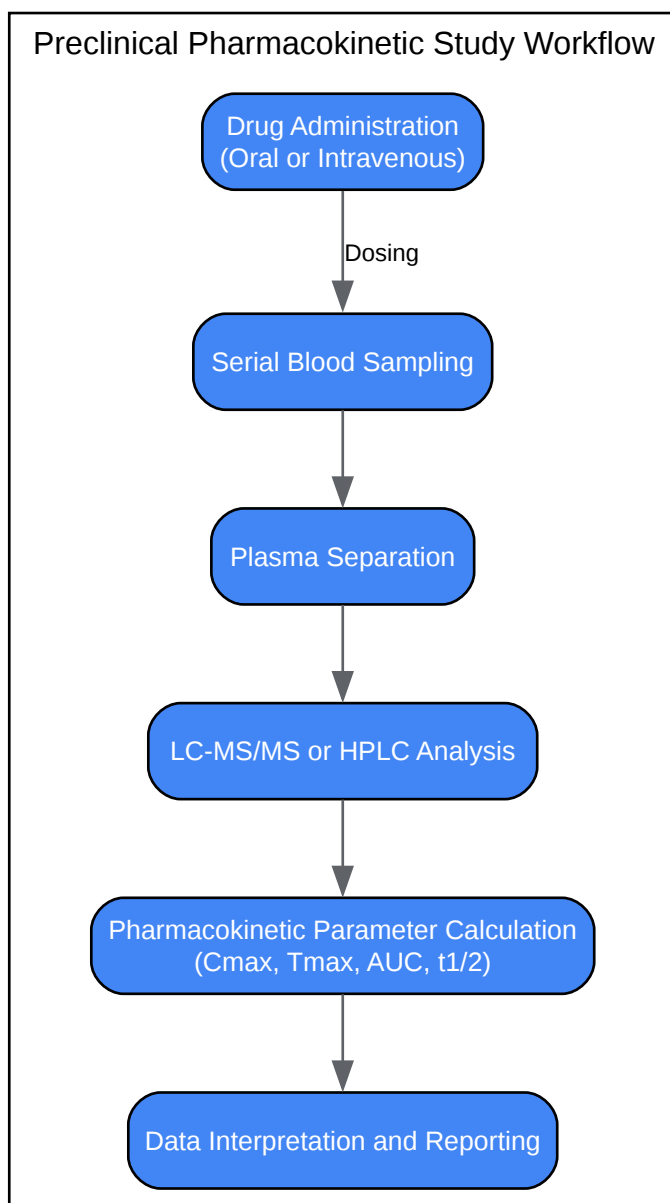 Preclinical Pharmacokinetic Study Workflow
Drug Administration
(Oral or Intravenous)
Dosing
Serial Blood Sampling
Plasma Separation
LC-MS/MS or HPLC Analysis
Pharmacokinetic Parameter Calculation
(Cmax, Tmax, AUC, t1/2)
Data Interpretation and Reporting